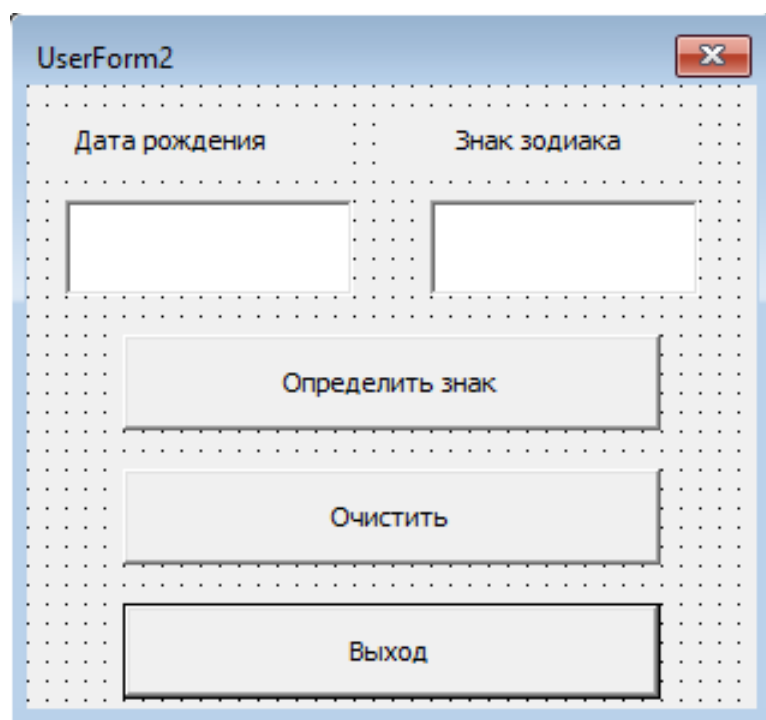 UserForm2
Дата рождения Знак зодиака
Определить знак
Очистить
Выход